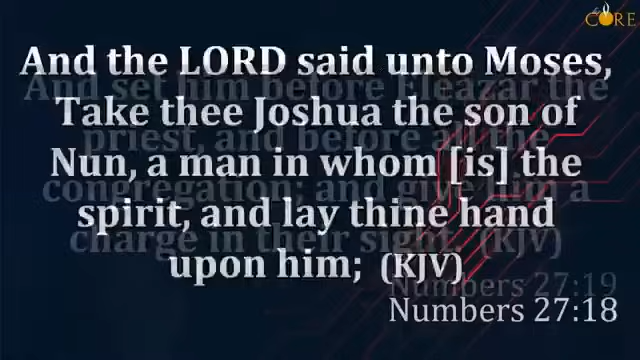 the
CORE
And the LORD said unto Moses,
Take thee Joshua the son of
Nun, a man in whom [is] the
spirit, and lay thine hand
upon him; (KJV)
Numbers 27:18
And set him before Eleazar the
priest, and before all the
congregation; and give him a
charge in their sight. (KJV)
Numbers 27:19